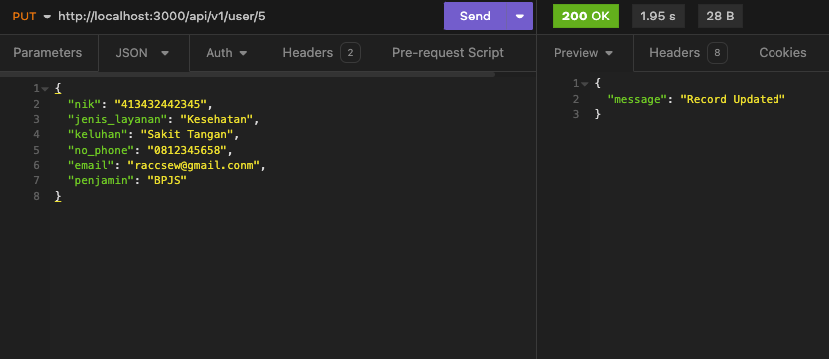 PUT http://localhost:3000/api/v1/user/5 Send
200 OK 1.95 s 28 B
Parameters JSON Auth Headers 2 Pre-request Script
Preview Headers 8 Cookies
1 {
2 "nik": "413432442345",
3 "jenis_layanan": "Kesehatan",
4 "keluhan": "Sakit Tangan",
5 "no_phone": "0812345658",
6 "email": "raccsew@gmail.conm",
7 "penjamin": "BPJS"
8 }
1 {
2 "message": "Record Updated"
3 }